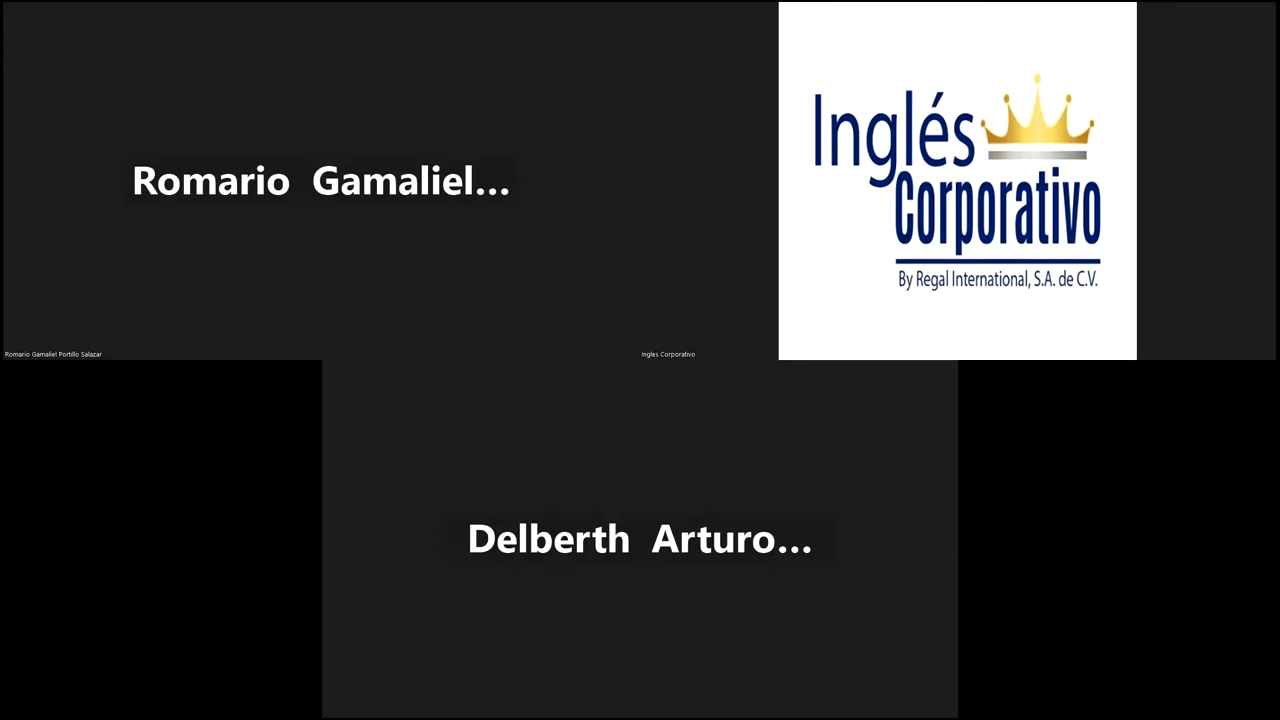 Romario Gamaliel...
Inglés
Corporativo
By Regal International, S.A. de C.V.
Romario Gamaliel Portillo Salazar
Ingles Corporativo
Delberth Arturo...